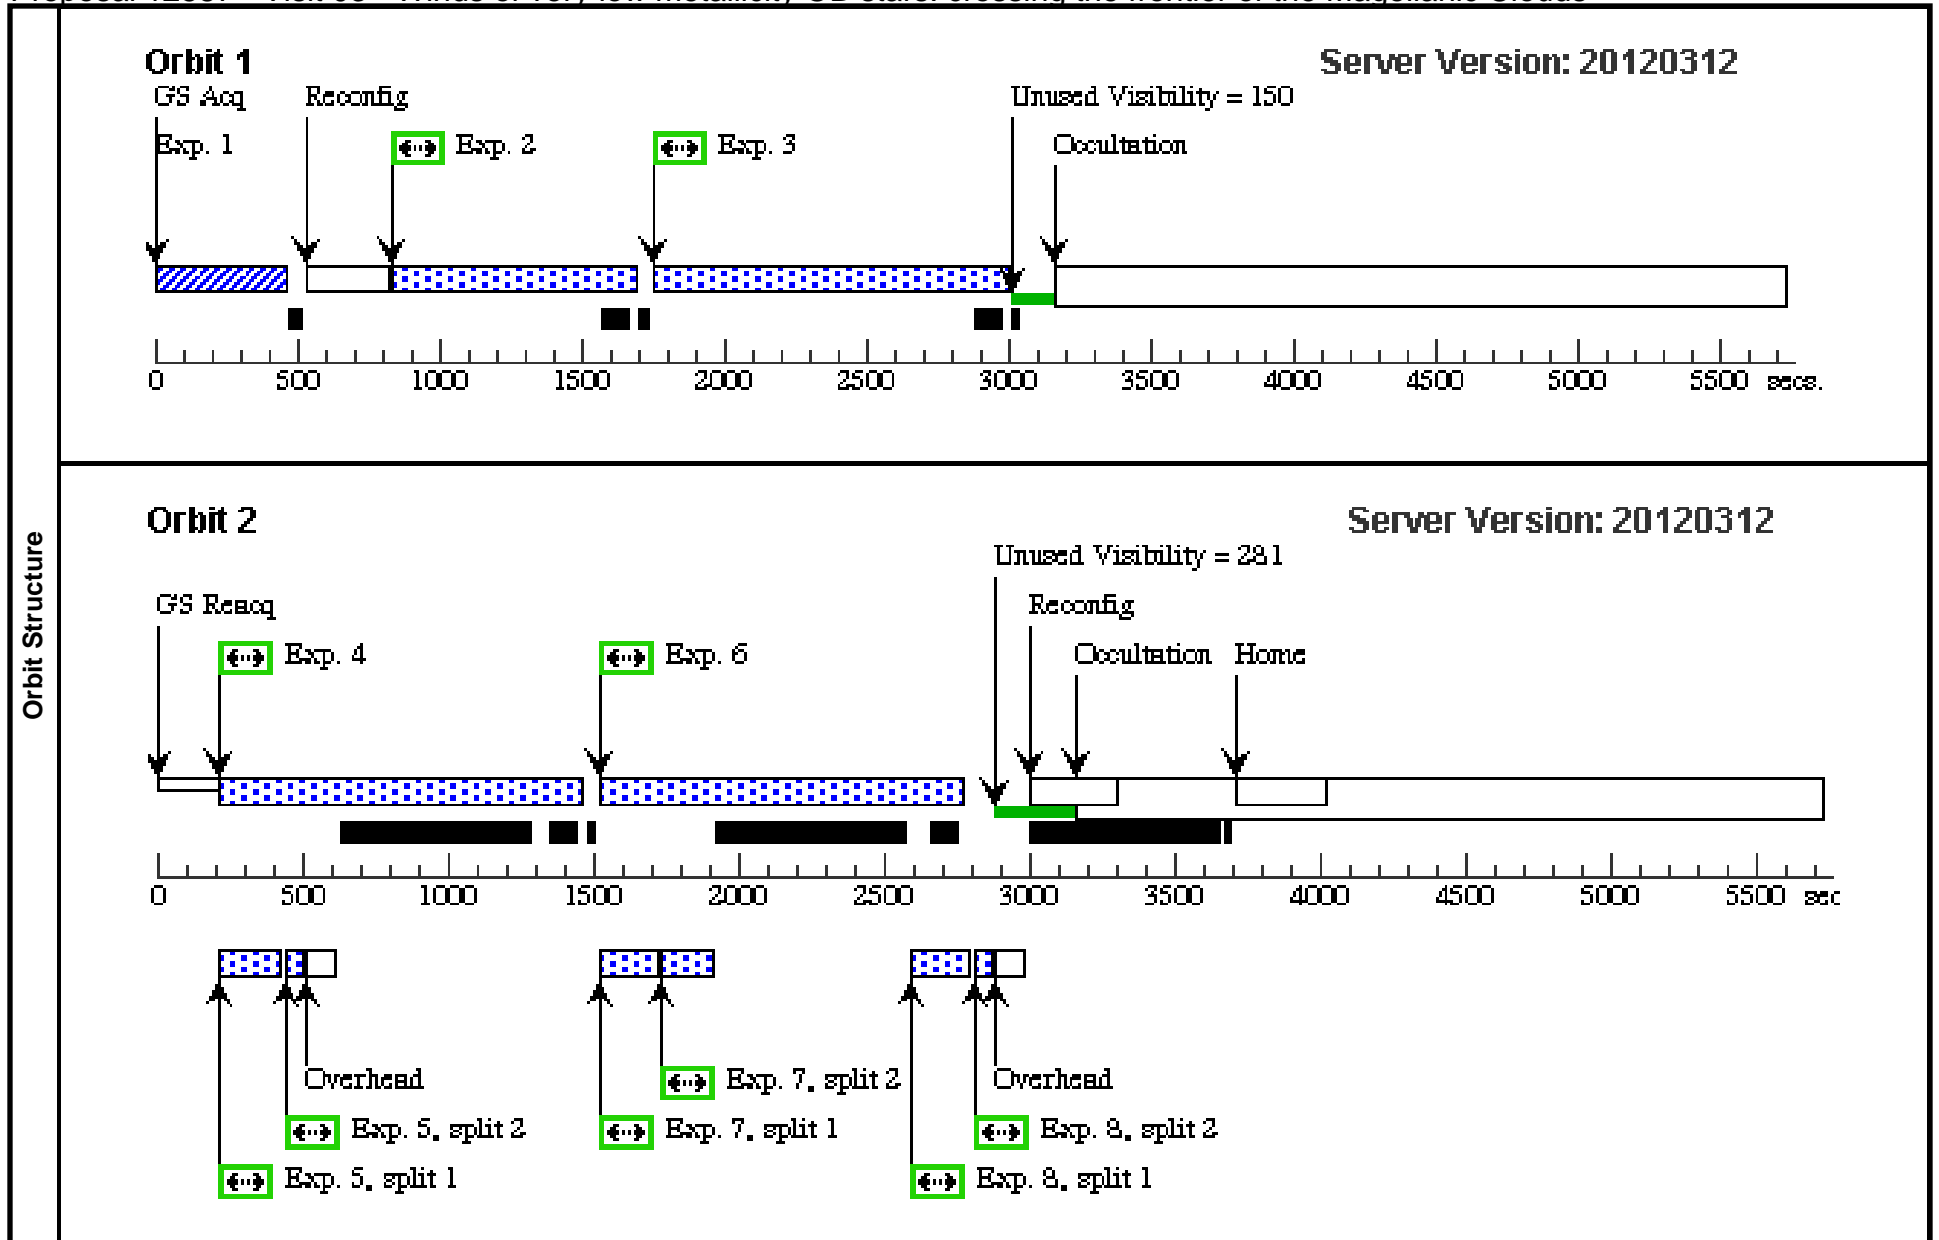 Orbit Structure
Orbit 1
Server Version: 20120312
GS Acq Reconfig Unused Visibility = 150
Exp. 1 Exp. 2 Exp. 3 Occultation
0 500 1000 1500 2000 2500 3000 3500 4000 4500 5000 5500 secs.
Orbit 2
Server Version: 20120312
Unused Visibility = 281
GS Reacq Reconfig
Exp. 4 Exp. 6 Occultation Home
0 500 1000 1500 2000 2500 3000 3500 4000 4500 5000 5500 sec
Overhead Exp. 7, split 2 Overhead
Exp. 5, split 2 Exp. 7, split 1 Exp. 8, split 2
Exp. 5, split 1 Exp. 8, split 1